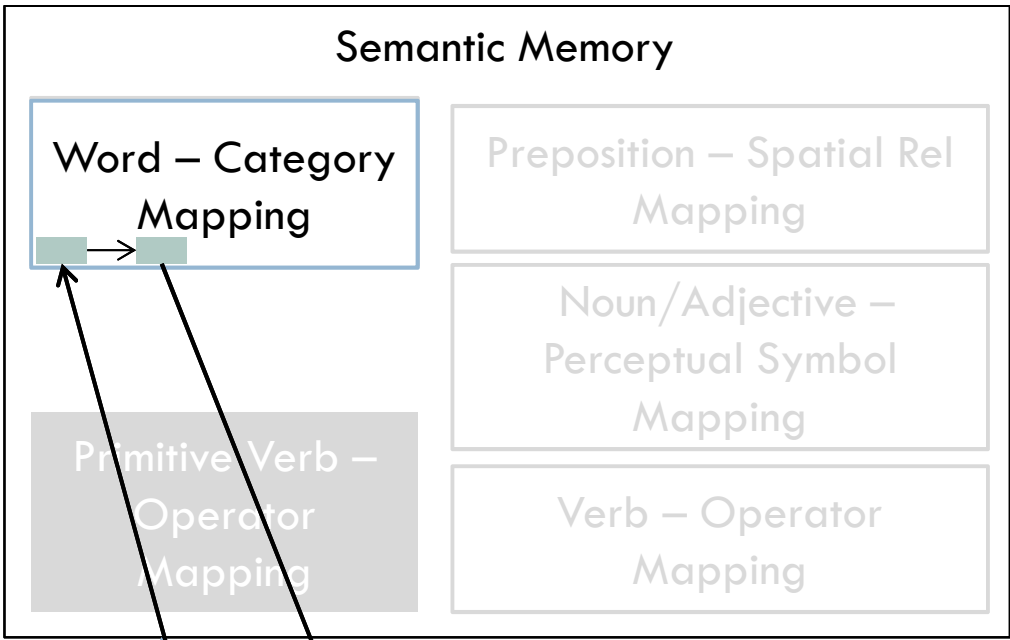 Semantic Memory
Word – Category
Mapping
Preposition – Spatial Rel
Mapping
Noun/Adjective –
Perceptual Symbol
Mapping
Primitive Verb –
Operator
Mapping
Verb – Operator
Mapping